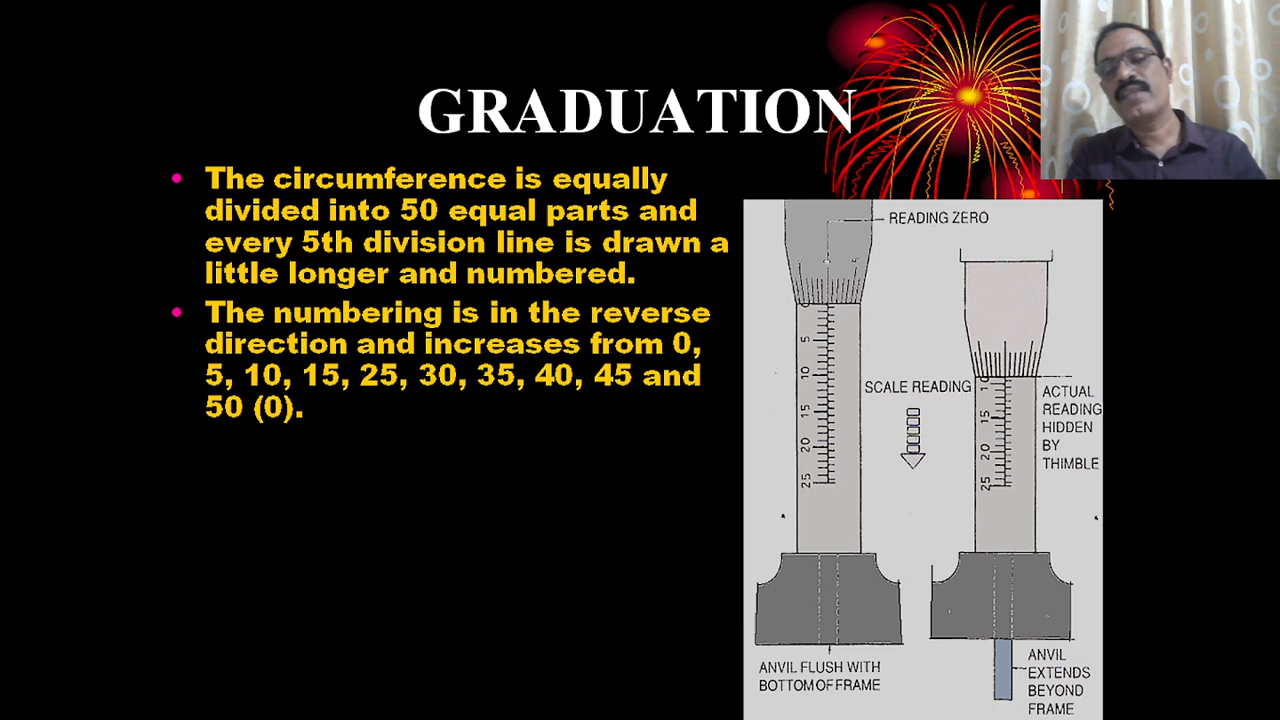 GRADUATION
• The circumference is equally
divided into 50 equal parts and
every 5th division line is drawn a
little longer and numbered.
• The numbering is in the reverse
direction and increases from 0,
5, 10, 15, 25, 30, 35, 40, 45 and
50 (0).
READING ZERO
0
5
10
15
20
25
SCALE READING
10
15
20
25
ACTUAL
READING
HIDDEN
BY
THIMBLE
ANVIL FLUSH WITH
BOTTOM OF FRAME
ANVIL
EXTENDS
BEYOND
FRAME